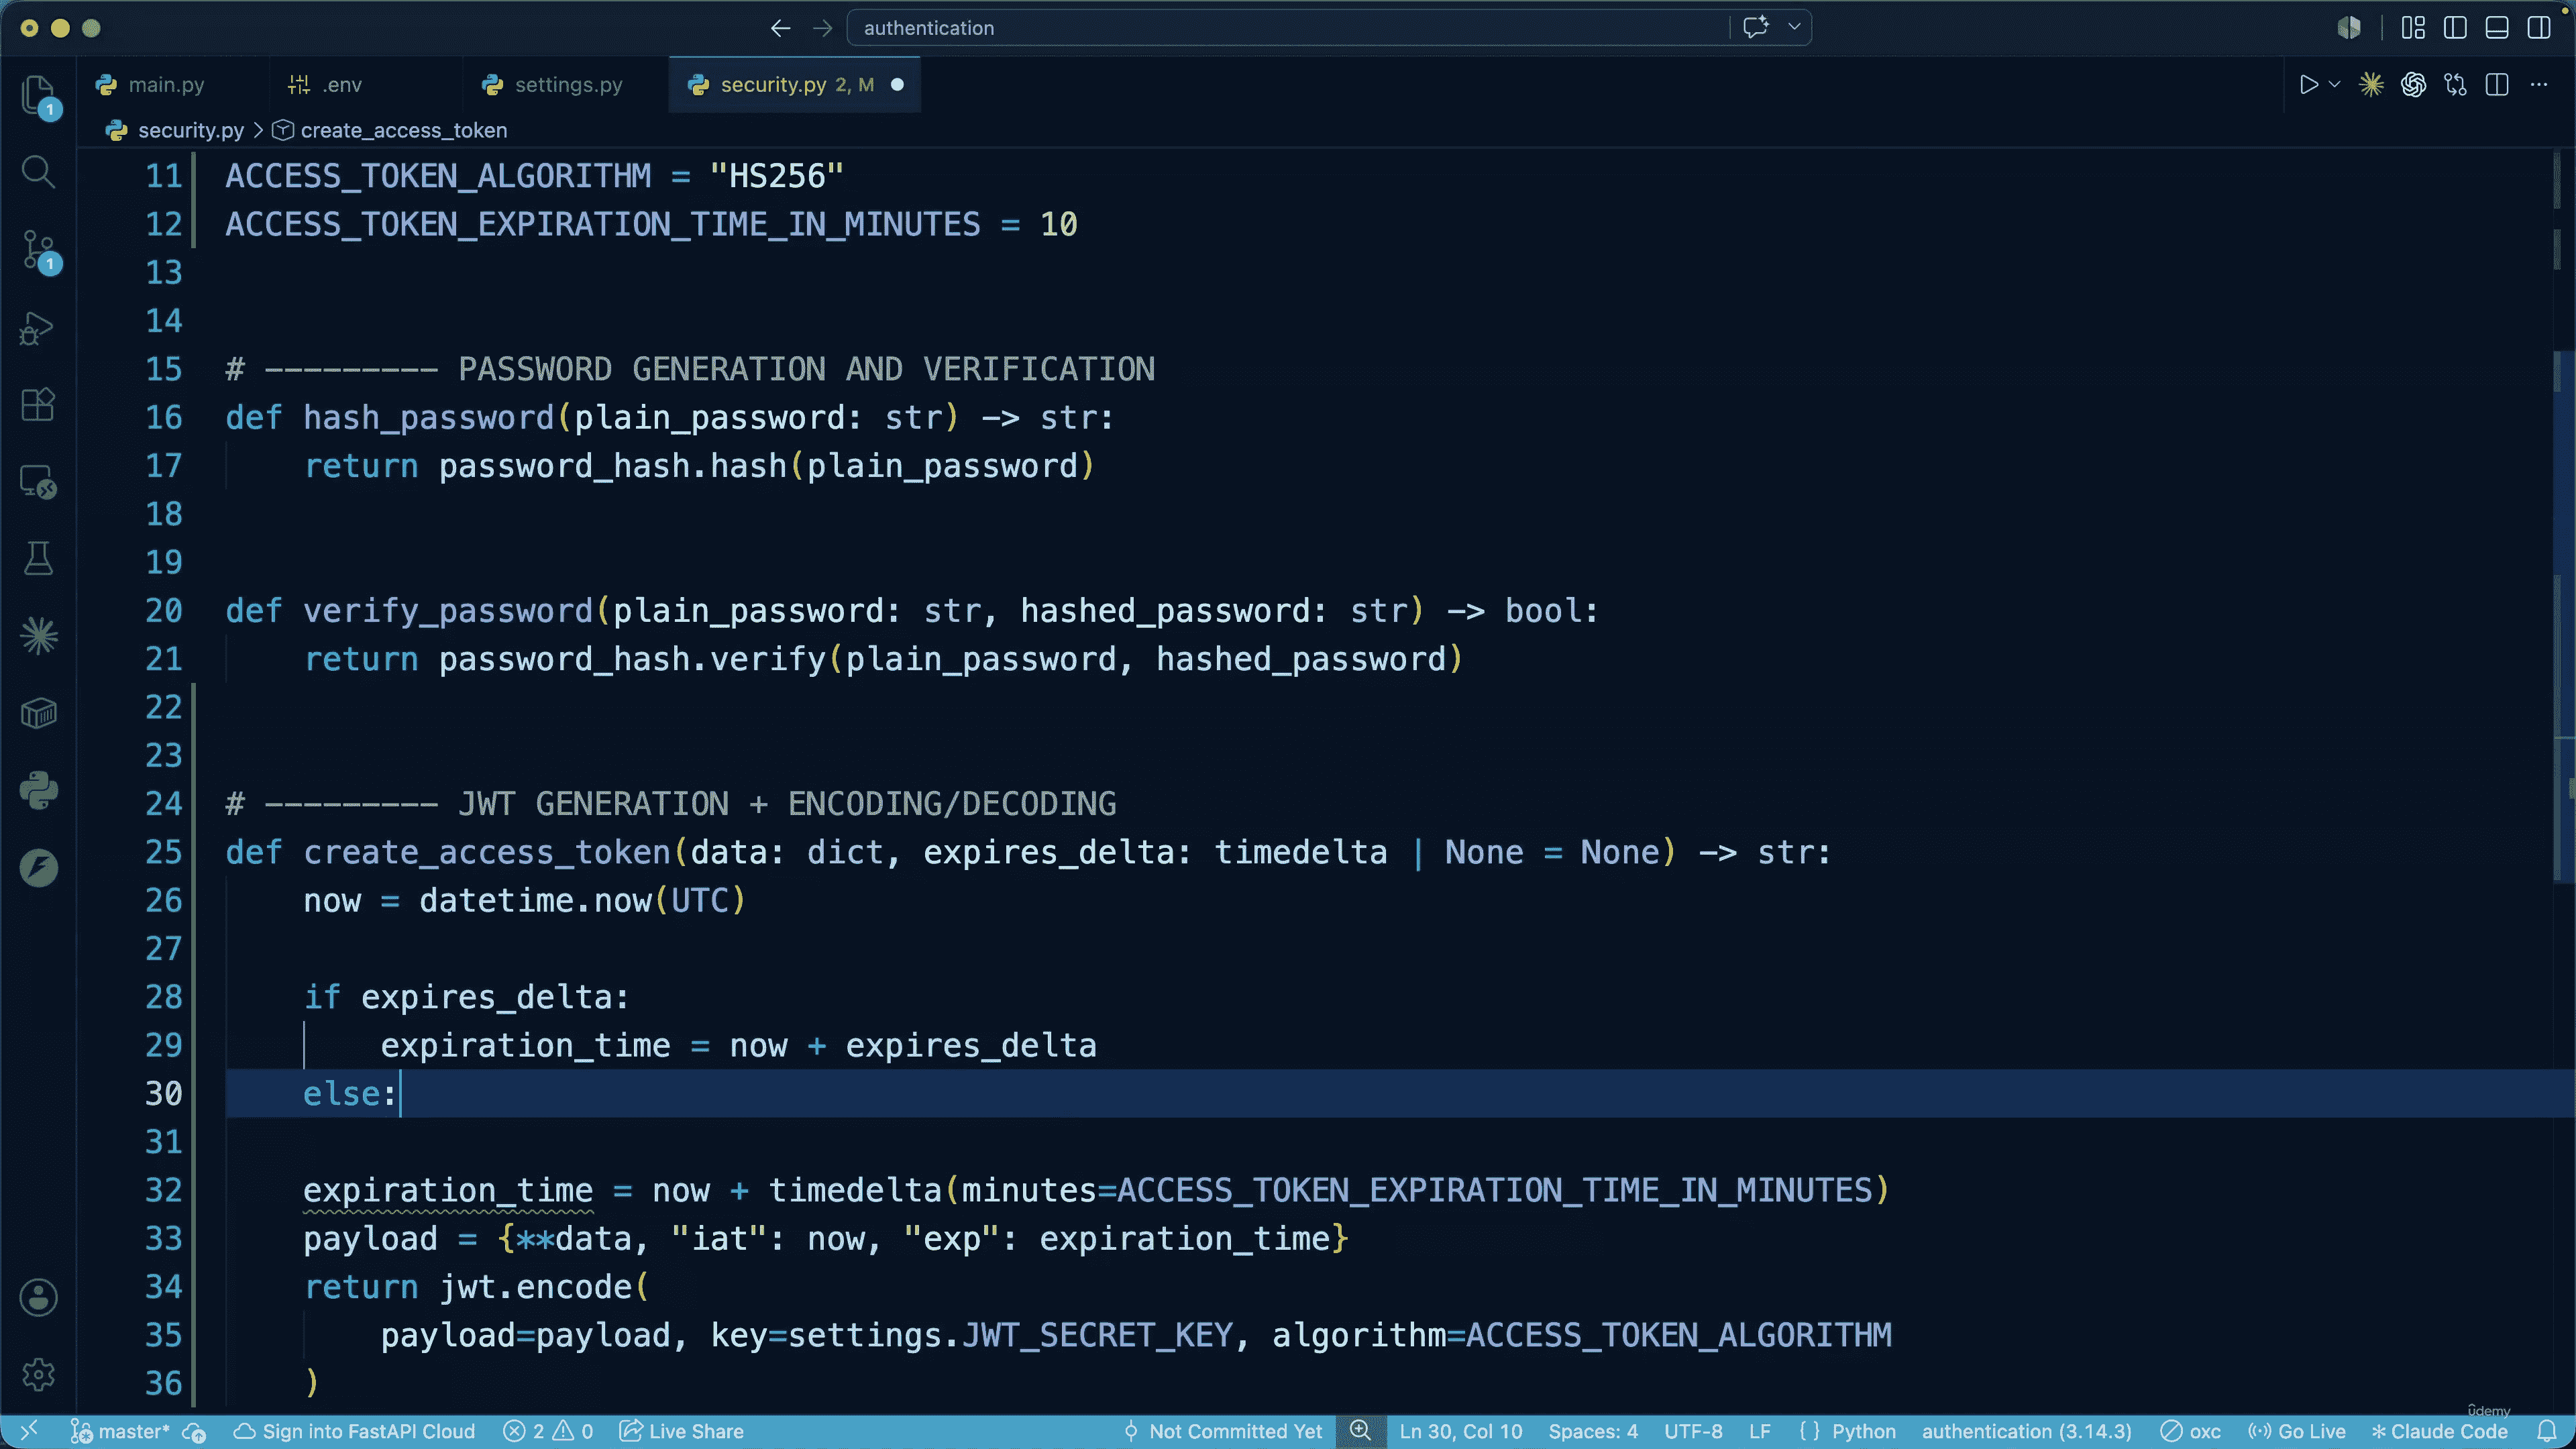 authentication
main.py
.env
settings.py
security.py 2, M
security.py > create_access_token
1
1
11 ACCESS_TOKEN_ALGORITHM = "HS256"
12 ACCESS_TOKEN_EXPIRATION_TIME_IN_MINUTES = 10
13
14
15 # --------- PASSWORD GENERATION AND VERIFICATION
16 def hash_password(plain_password: str) -> str:
17 return password_hash.hash(plain_password)
18
19
20 def verify_password(plain_password: str, hashed_password: str) -> bool:
21 return password_hash.verify(plain_password, hashed_password)
22
23
24 # --------- JWT GENERATION + ENCODING/DECODING
25 def create_access_token(data: dict, expires_delta: timedelta | None = None) -> str:
26 now = datetime.now(UTC)
27
28 if expires_delta:
29 expiration_time = now + expires_delta
30 else:
31
32 expiration_time = now + timedelta(minutes=ACCESS_TOKEN_EXPIRATION_TIME_IN_MINUTES)
33 payload = {**data, "iat": now, "exp": expiration_time}
34 return jwt.encode(
35 payload=payload, key=settings.JWT_SECRET_KEY, algorithm=ACCESS_TOKEN_ALGORITHM
36 )
ûdemy
master* Sign into FastAPI Cloud 2 0 Live Share Not Committed Yet Ln 30, Col 10 Spaces: 4 UTF-8 LF { } Python authentication (3.14.3) oxc Go Live Claude Code